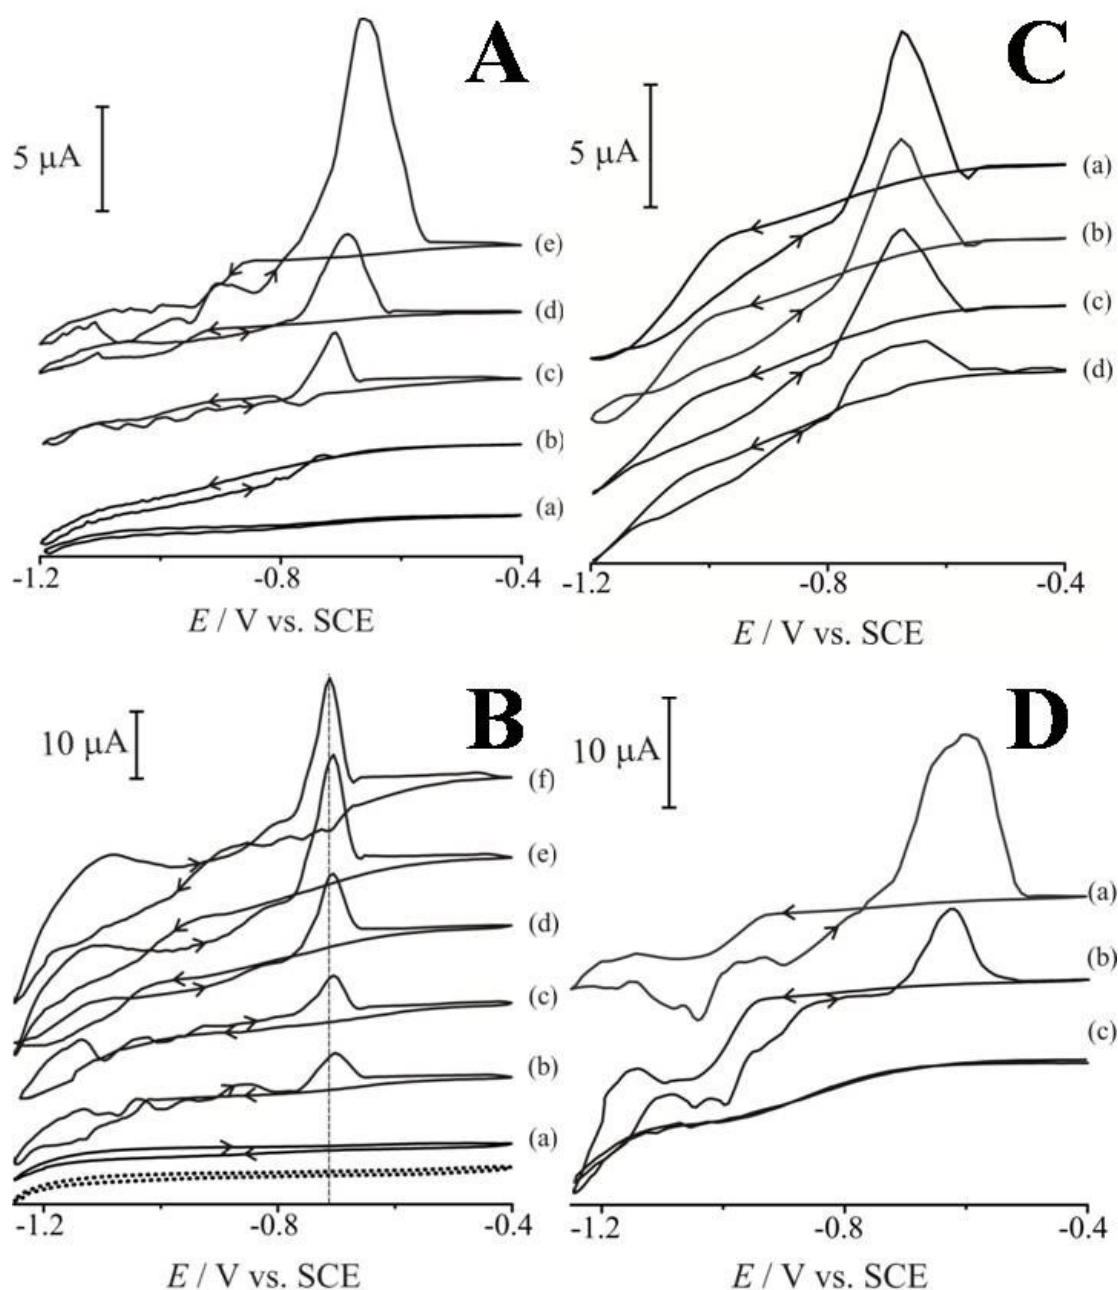 A
5 μA
(e)
(d)
(c)
(b)
(a)
-1.2
-0.8
-0.4
E / V vs. SCE
C
5 μA
(a)
(b)
(c)
(d)
-1.2
-0.8
-0.4
E / V vs. SCE
B
10 μA
(f)
(e)
(d)
(c)
(b)
(a)
-1.2
-0.8
-0.4
E / V vs. SCE
D
10 μA
(a)
(b)
(c)
-1.2
-0.8
-0.4
E / V vs. SCE